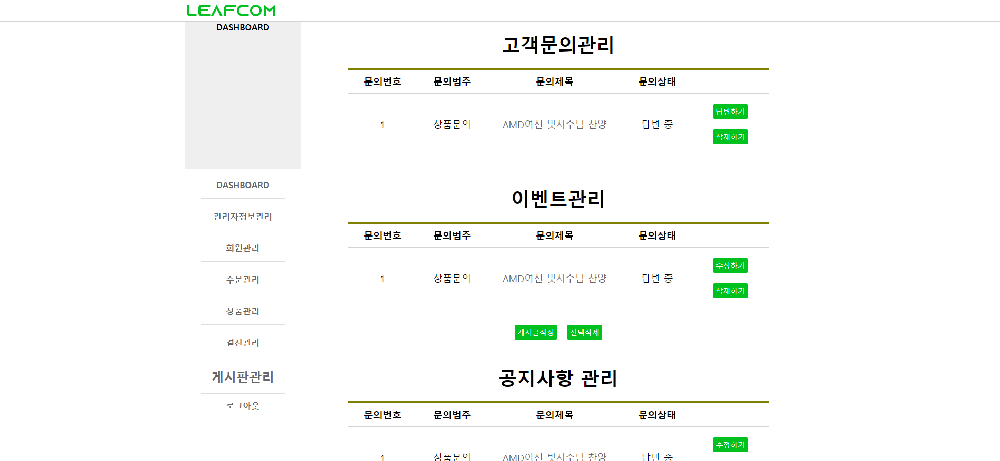 LEAFCOM
DASHBOARD
DASHBOARD
관리자정보관리
회원관리
주문관리
상품관리
결산관리
게시판관리
로그아웃
고객문의관리
문의번호 문의범주 문의제목 문의상태
1 상품문의 AMD여신 빛사수님 찬양 답변 중
답변하기
삭제하기
이벤트관리
문의번호 문의범주 문의제목 문의상태
1 상품문의 AMD여신 빛사수님 찬양 답변 중
수정하기
삭제하기
게시글작성 선택삭제
공지사항 관리
문의번호 문의범주 문의제목 문의상태
수정하기
1 상품문의 AMD여신 빛사수님 찬양 답변 중